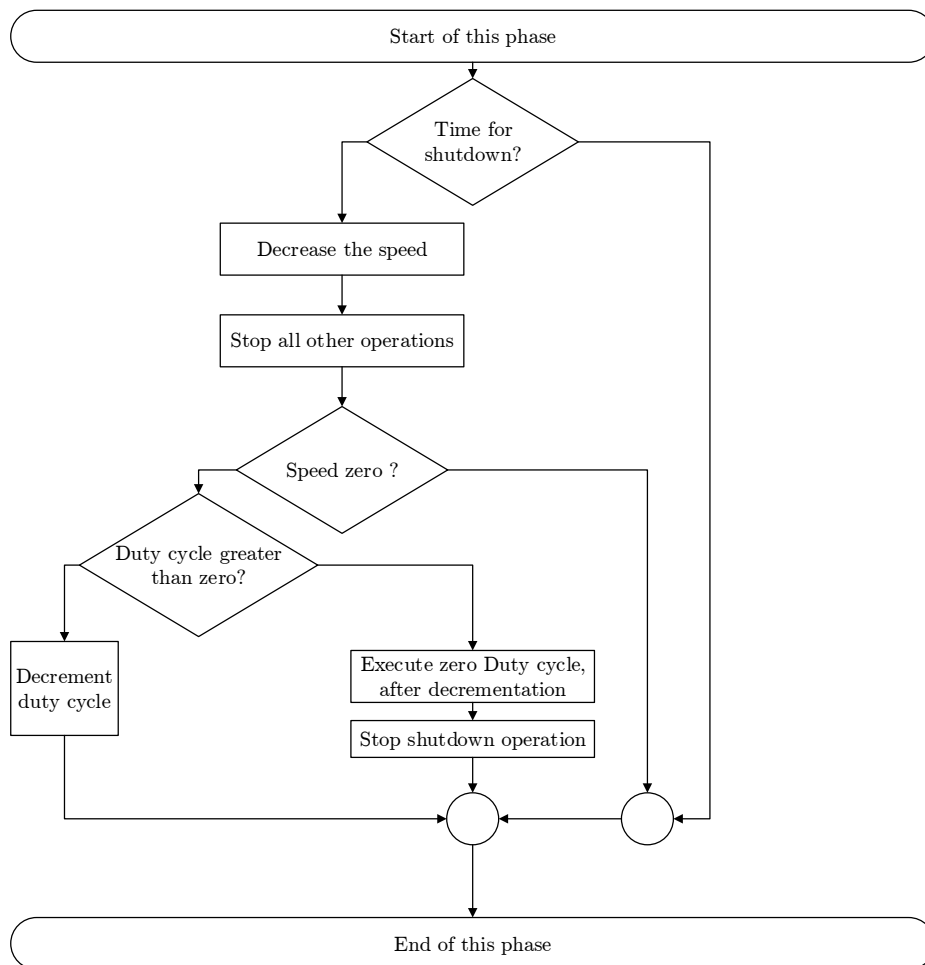 Start of this phase
Time for
shutdown?
Decrease the speed
Stop all other operations
Speed zero ?
Duty cycle greater
than zero?
Decrement
duty cycle
Execute zero Duty cycle,
after decrementation
Stop shutdown operation
End of this phase